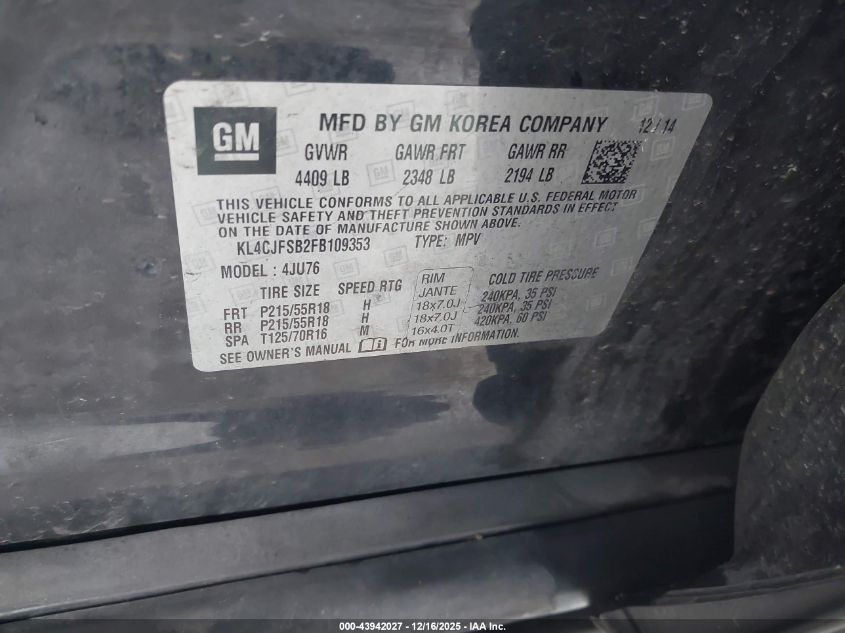 GM MFD BY GM KOREA COMPANY 12/14
GVWR GAWR FRT GAWR RR
4409 LB 2348 LB 2194 LB
THIS VEHICLE CONFORMS TO ALL APPLICABLE U.S. FEDERAL MOTOR
VEHICLE SAFETY AND THEFT PREVENTION STANDARDS IN EFFECT
ON THE DATE OF MANUFACTURE SHOWN ABOVE.
KL4CJFSB2FB109353 TYPE: MPV
MODEL : 4JU76
TIRE SIZE SPEED RTG RIM JANTE COLD TIRE PRESSURE
FRT P215/55R18 H 18x7.0J 240KPA, 35 PSI
RR P215/55R18 H 18x7.0J 240KPA, 35 PSI
SPA T125/70R16 M 16x4.0T 420KPA, 60 PSI
SEE OWNER'S MANUAL FOR MORE INFORMATION.
000-43942027 - 12/16/2025 - IAA Inc.